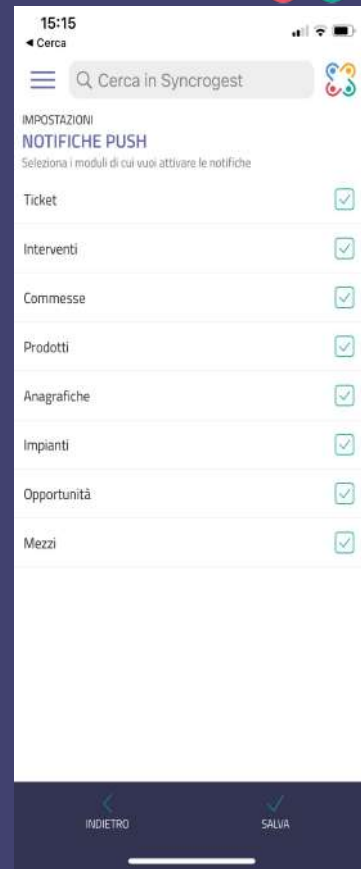 15:15
◀ Cerca
Cerca in Syncrogest
IMPOSTAZIONI
NOTIFICHE PUSH
Seleziona i moduli di cui vuoi attivare le notifiche
Ticket
Interventi
Commesse
Prodotti
Anagrafiche
Impianti
Opportunità
Mezzi
INDIETRO
SALVA